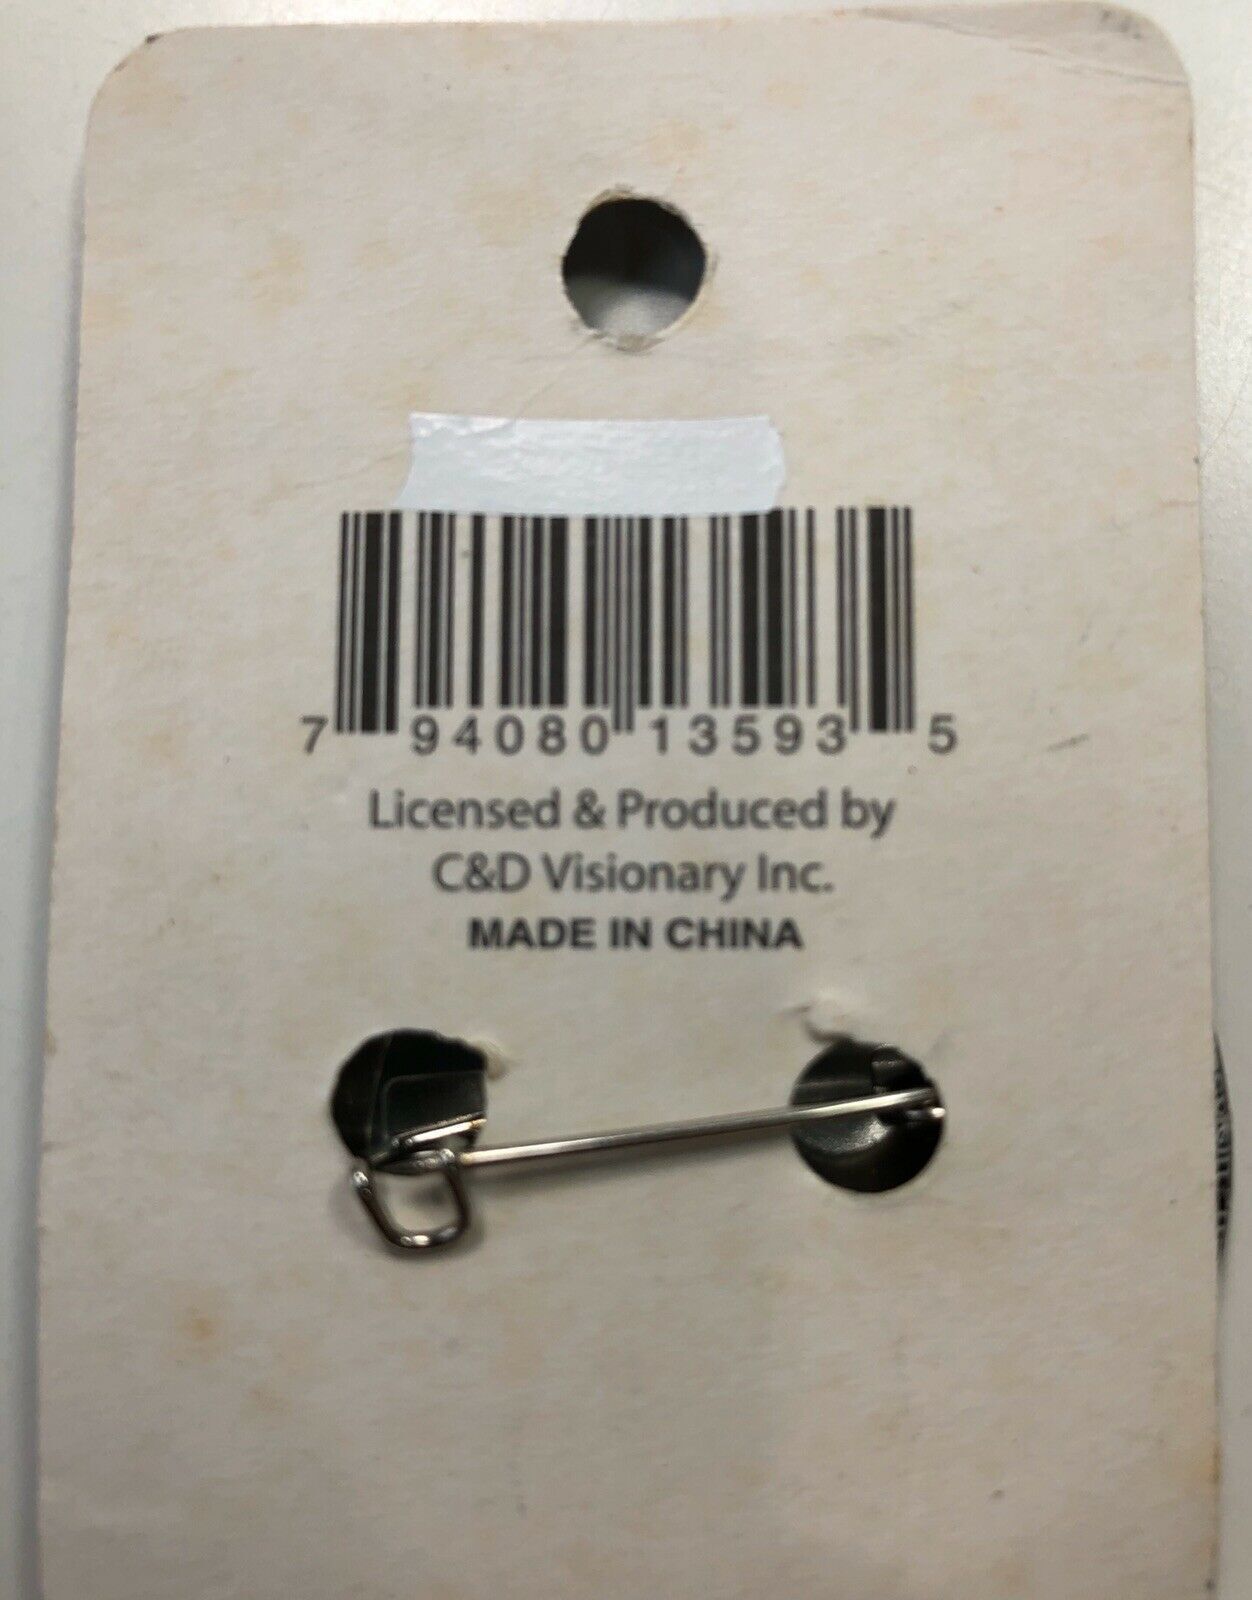 7 94080 13593 5
Licensed & Produced by
C&D Visionary Inc.
MADE IN CHINA